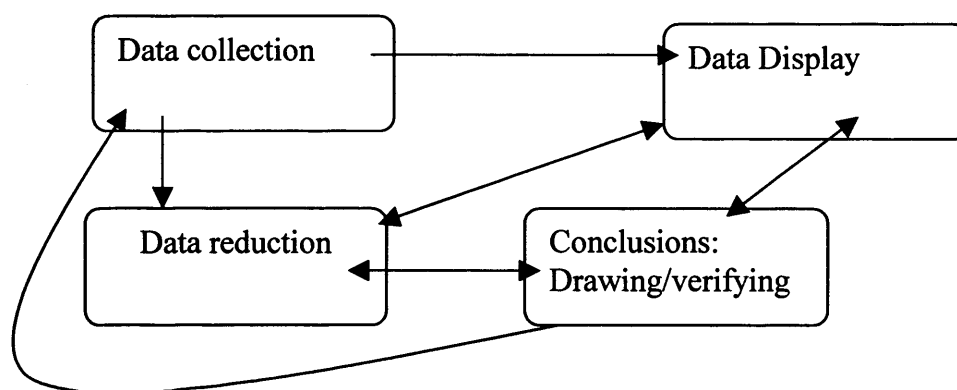 Data collection
Data Display
Data reduction
Conclusions:
Drawing/verifying